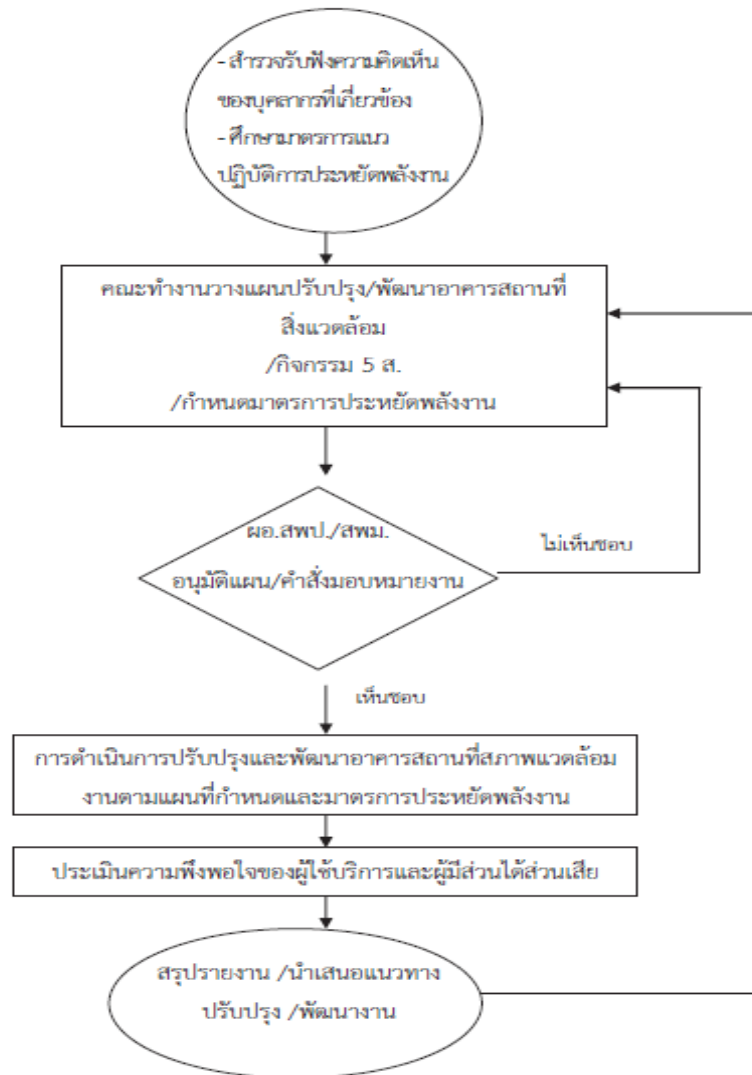 - สำรวจรับฟังความคิดเห็น
ของบุคลากรที่เกี่ยวข้อง
- ศึกษามาตรการแนว
ปฏิบัติการประหยัดพลังงาน
คณะทำงานวางแผนปรับปรุง/พัฒนาอาคารสถานที่
สิ่งแวดล้อม
/กิจกรรม 5 ส.
/กำหนดมาตรการประหยัดพลังงาน
ผอ.สพป./สพม.
อนุมัติแผน/คำสั่งมอบหมายงาน
ไม่เห็นชอบ
เห็นชอบ
การดำเนินการปรับปรุงและพัฒนาอาคารสถานที่สภาพแวดล้อม
งานตามแผนที่กำหนดและมาตรการประหยัดพลังงาน
ประเมินความพึงพอใจของผู้ใช้บริการและผู้มีส่วนได้ส่วนเสีย
สรุปรายงาน /นำเสนอแนวทาง
ปรับปรุง /พัฒนางาน